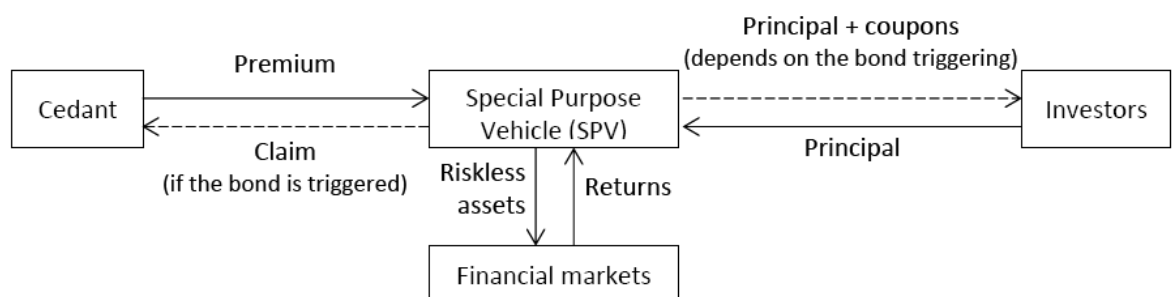 Principal + coupons
(depends on the bond triggering)
Premium
Cedant
Special Purpose
Vehicle (SPV)
Investors
Claim
(if the bond is triggered)
Principal
Riskless
assets
Returns
Financial markets